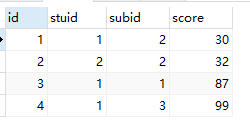 id stuid subid score
1 1 2 30
2 2 2 32
3 1 1 87
4 1 3 99